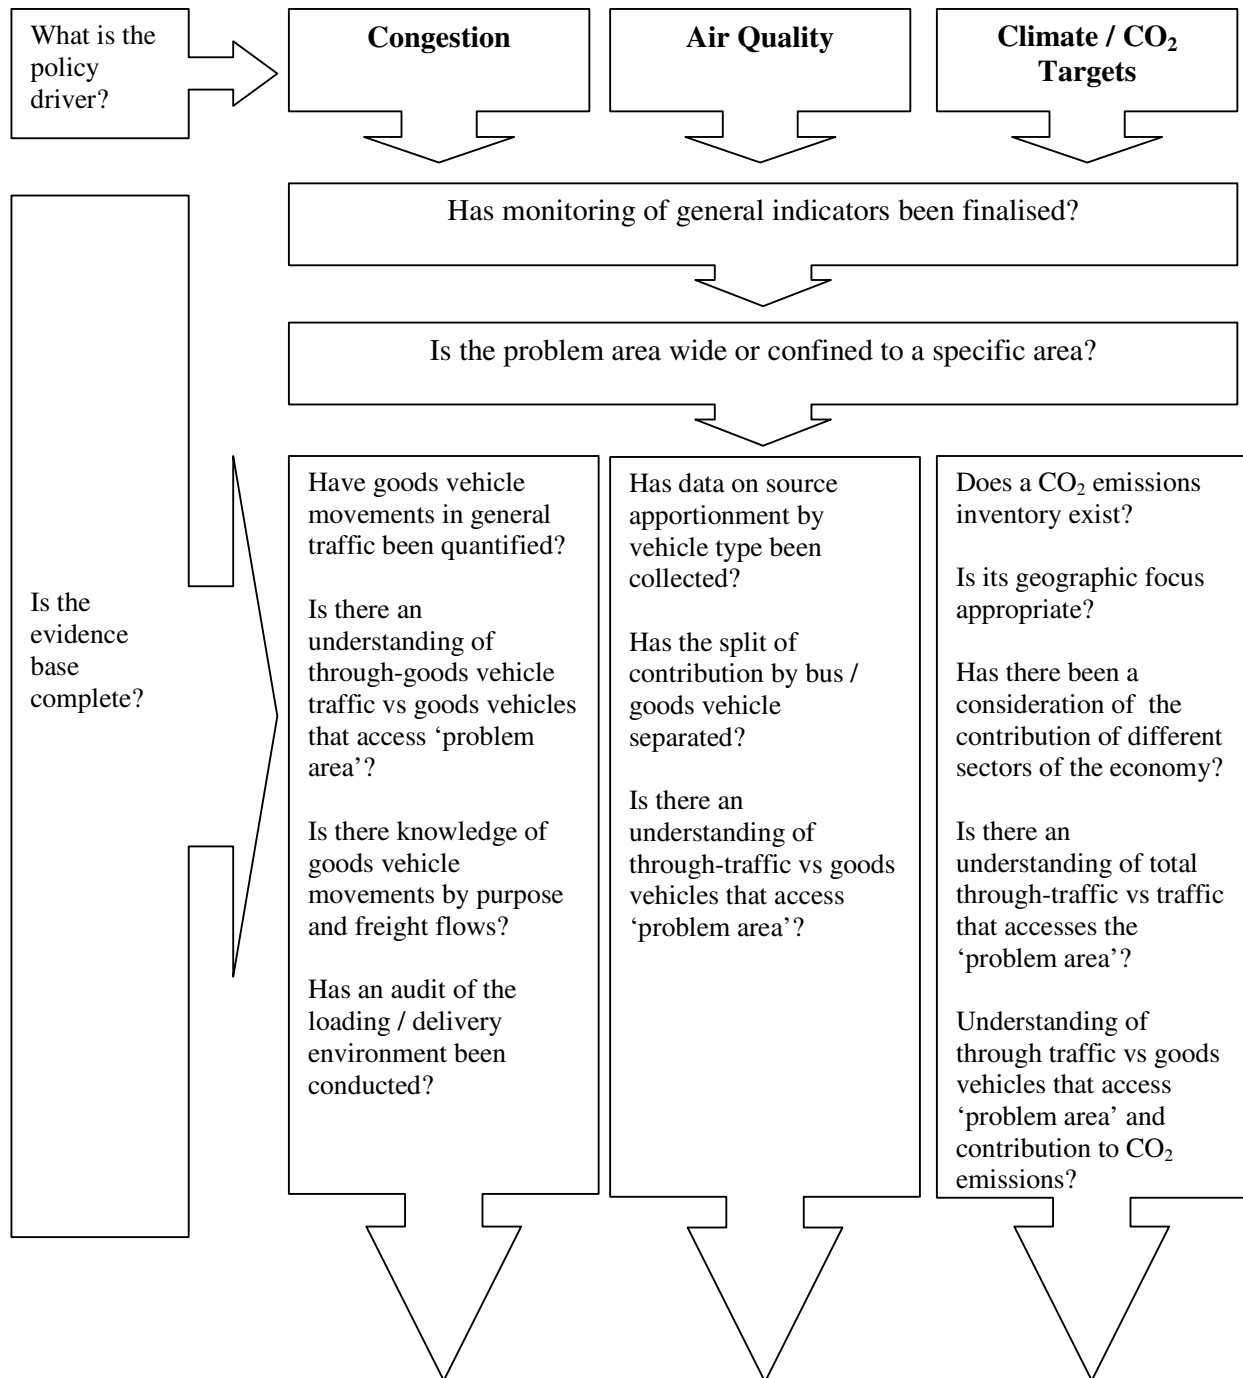 What is the
policy
driver?
Congestion
Air Quality
Climate / CO₂
Targets
Has monitoring of general indicators been finalised?
Is the problem area wide or confined to a specific area?
Is the
evidence
base
complete?
Have goods vehicle
movements in general
traffic been quantified?
Is there an
understanding of
through-goods vehicle
traffic vs goods vehicles
that access ‘problem
area’?
Is there knowledge of
goods vehicle
movements by purpose
and freight flows?
Has an audit of the
loading / delivery
environment been
conducted?
Has data on source
apportionment by
vehicle type been
collected?
Has the split of
contribution by bus /
goods vehicle
separated?
Is there an
understanding of
through-traffic vs goods
vehicles that access
‘problem area’?
Does a CO₂ emissions
inventory exist?
Is its geographic focus
appropriate?
Has there been a
consideration of  the
contribution of different
sectors of the economy?
Is there an
understanding of total
through-traffic vs traffic
that accesses the
‘problem area’?
Understanding of
through traffic vs goods
vehicles that access
‘problem area’ and
contribution to CO₂
emissions?